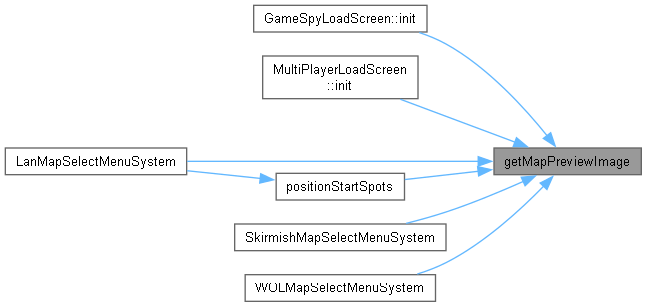 GameSpyLoadScreen::init
MultiPlayerLoadScreen
::init
LanMapSelectMenuSystem
getMapPreviewImage
positionStartSpots
SkirmishMapSelectMenuSystem
WOLMapSelectMenuSystem